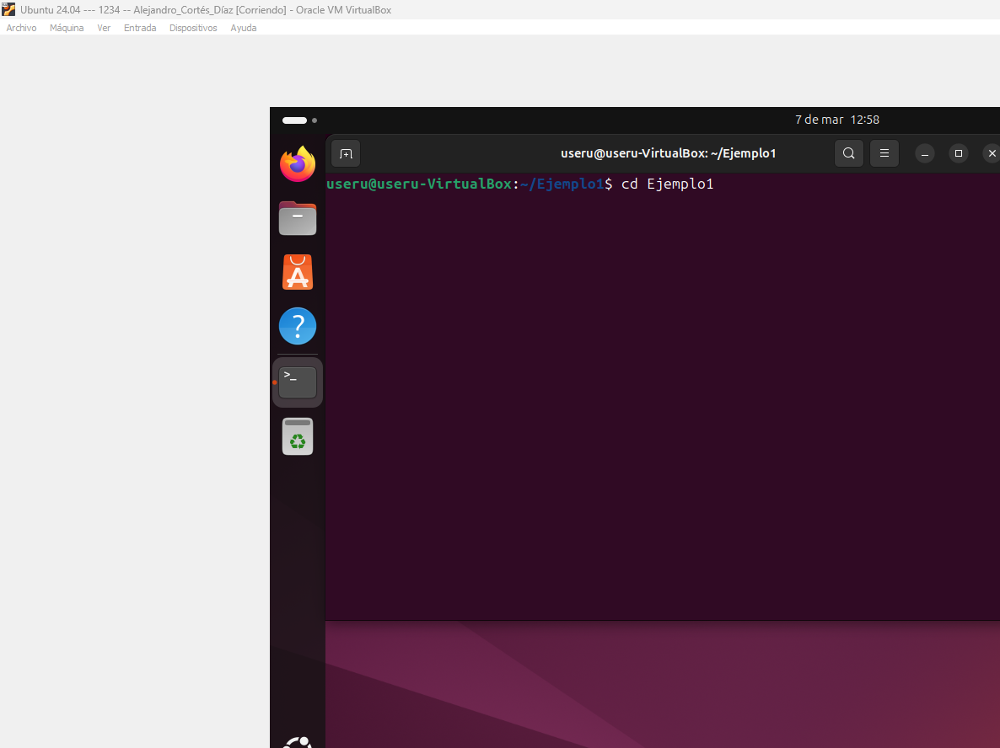 Ubuntu 24.04 --- 1234 -- Alejandro_Cortés_Díaz [Corriendo] - Oracle VM VirtualBox
Archivo Máquina Ver Entrada Dispositivos Ayuda
7 de mar 12:58
useru@useru-VirtualBox: ~/Ejemplo1
useru@useru-VirtualBox:~/Ejemplo1$ cd Ejemplo1